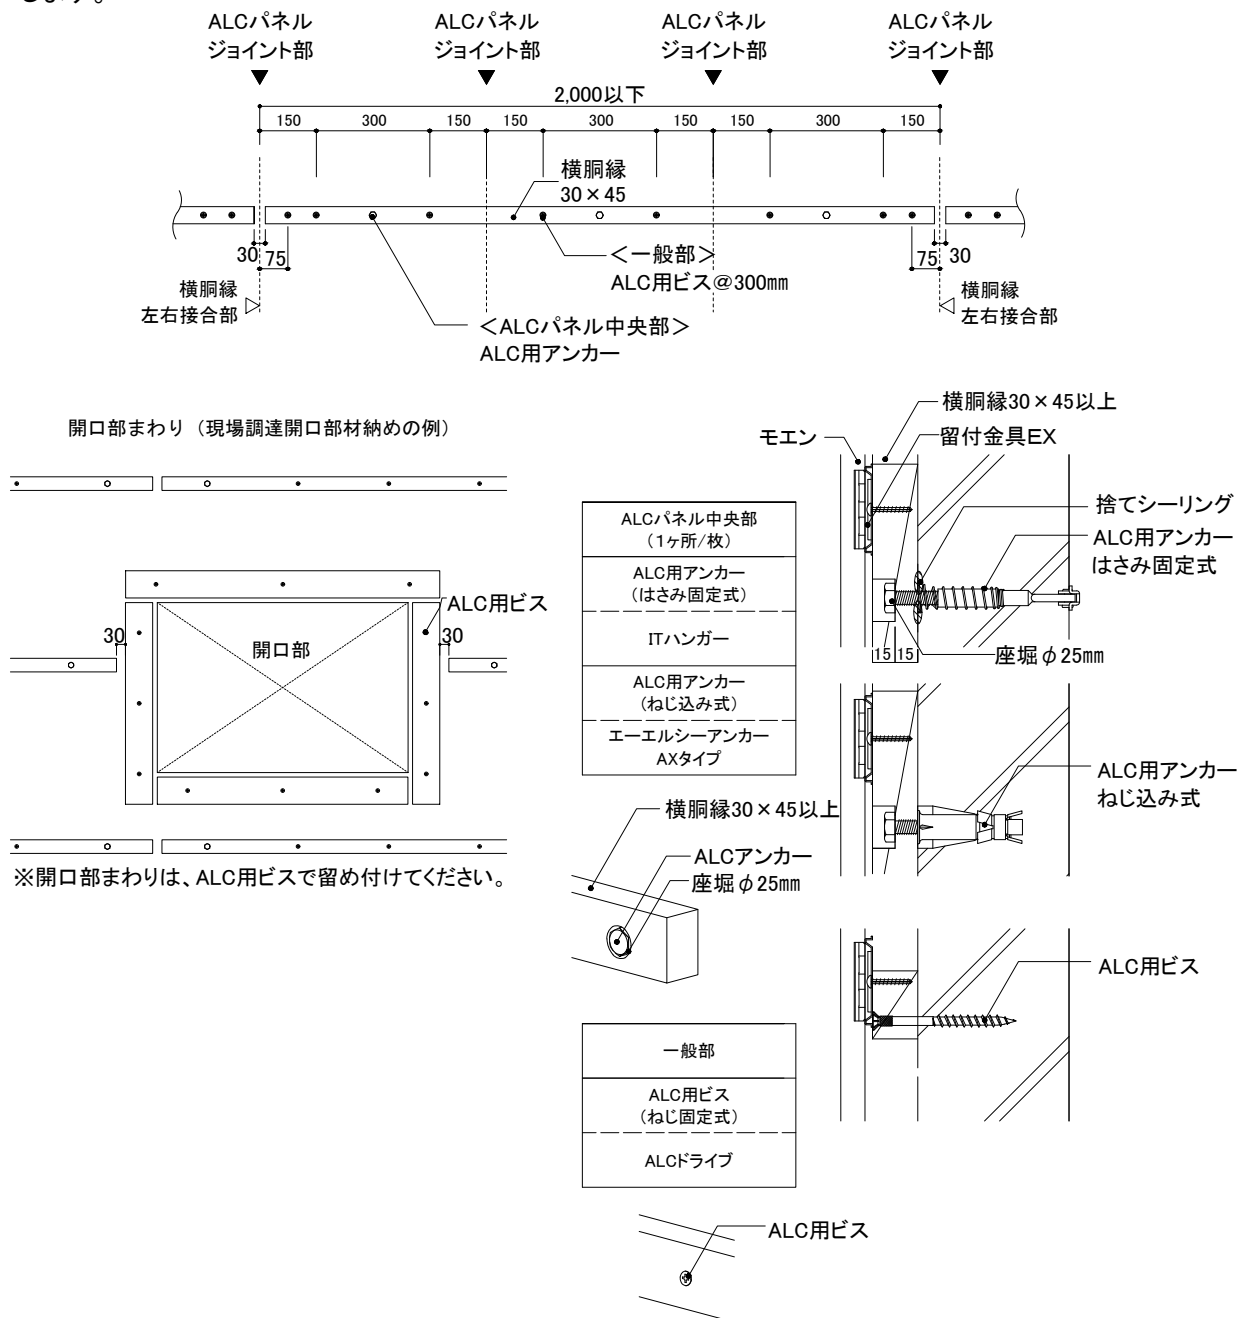 します。
ALCパネル
ジョイント部
ALCパネル
ジョイント部
ALCパネル
ジョイント部
ALCパネル
ジョイント部
2,000以下
150 300 150 150 300 150 150 300 150
横胴縁
30×45
30 75
75 30
＜一般部＞
ALC用ビス＠300㎜
横胴縁
左右接合部
横胴縁
左右接合部
＜ALCパネル中央部＞
ALC用アンカー
開口部まわり（現場調達開口部材納めの例）
ALC用ビス
30
30
開口部
※開口部まわりは、ALC用ビスで留め付けてください。
ALCパネル中央部
（1ヶ所/枚）
ALC用アンカー
（はさみ固定式）
ITハンガー
ALC用アンカー
（ねじ込み式）
エーエルシーアンカー
AXタイプ
横胴縁30×45以上
モエン
留付金具EX
捨てシーリング
ALC用アンカー
はさみ固定式
15 15
座堀φ25㎜
ALC用アンカー
ねじ込み式
横胴縁30×45以上
ALCアンカー
座堀φ25㎜
ALC用ビス
一般部
ALC用ビス
（ねじ固定式）
ALCドライブ
ALC用ビス